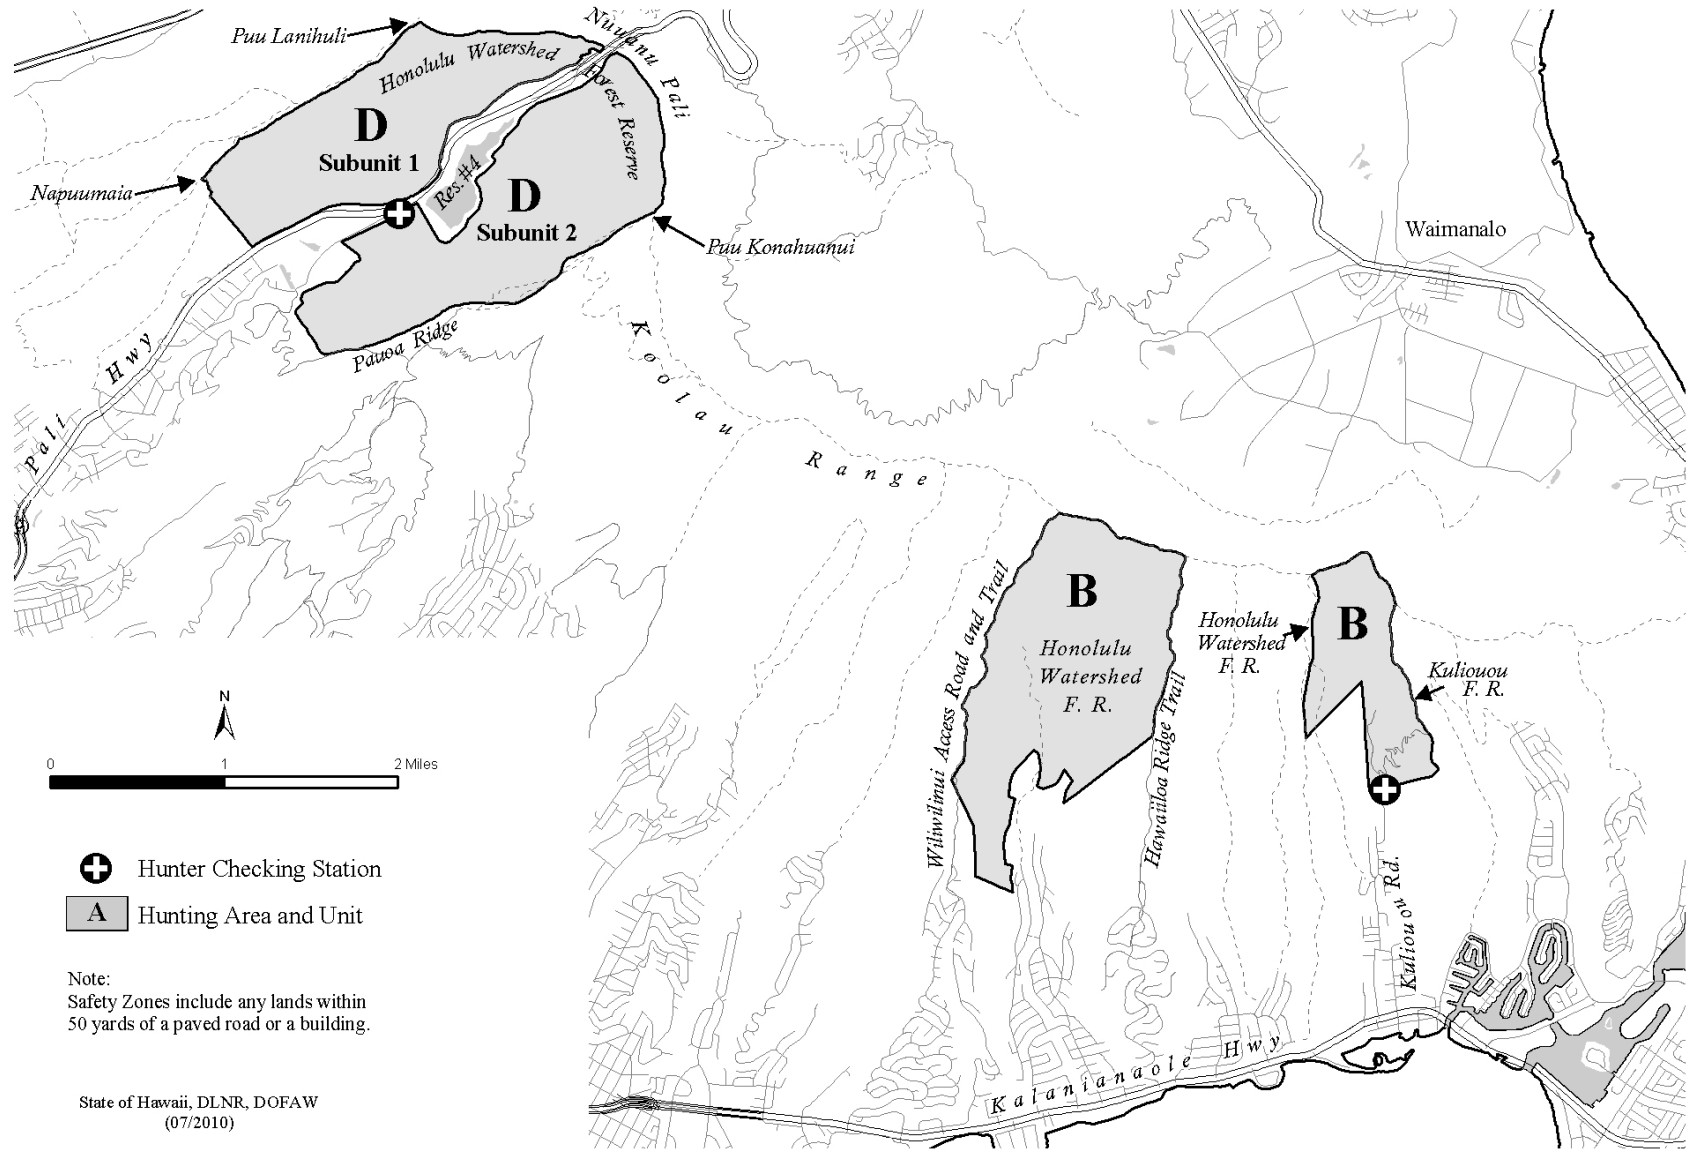 Puu Lanihuli
Honolulu Watershed
Forest Reserve
Nuuanu Pali
D
Subunit 1
Napuumaia
Res. #4
D
Subunit 2
Puu Konahuanui
Waimanalo
Pauoa Ridge
Pali Hwy
Koolau Range
B
Honolulu
Watershed
F. R.
Wiliwilinui Access Road and Trail
Hawaiiloa Ridge Trail
Honolulu
Watershed
F. R.
B
Kuliouou
F. R.
Kuliouou Rd.
Kalanianaole Hwy
N
0 1 2 Miles
Hunter Checking Station
A Hunting Area and Unit
Note:
Safety Zones include any lands within
50 yards of a paved road or a building.
State of Hawaii, DLNR, DOFAW
(07/2010)